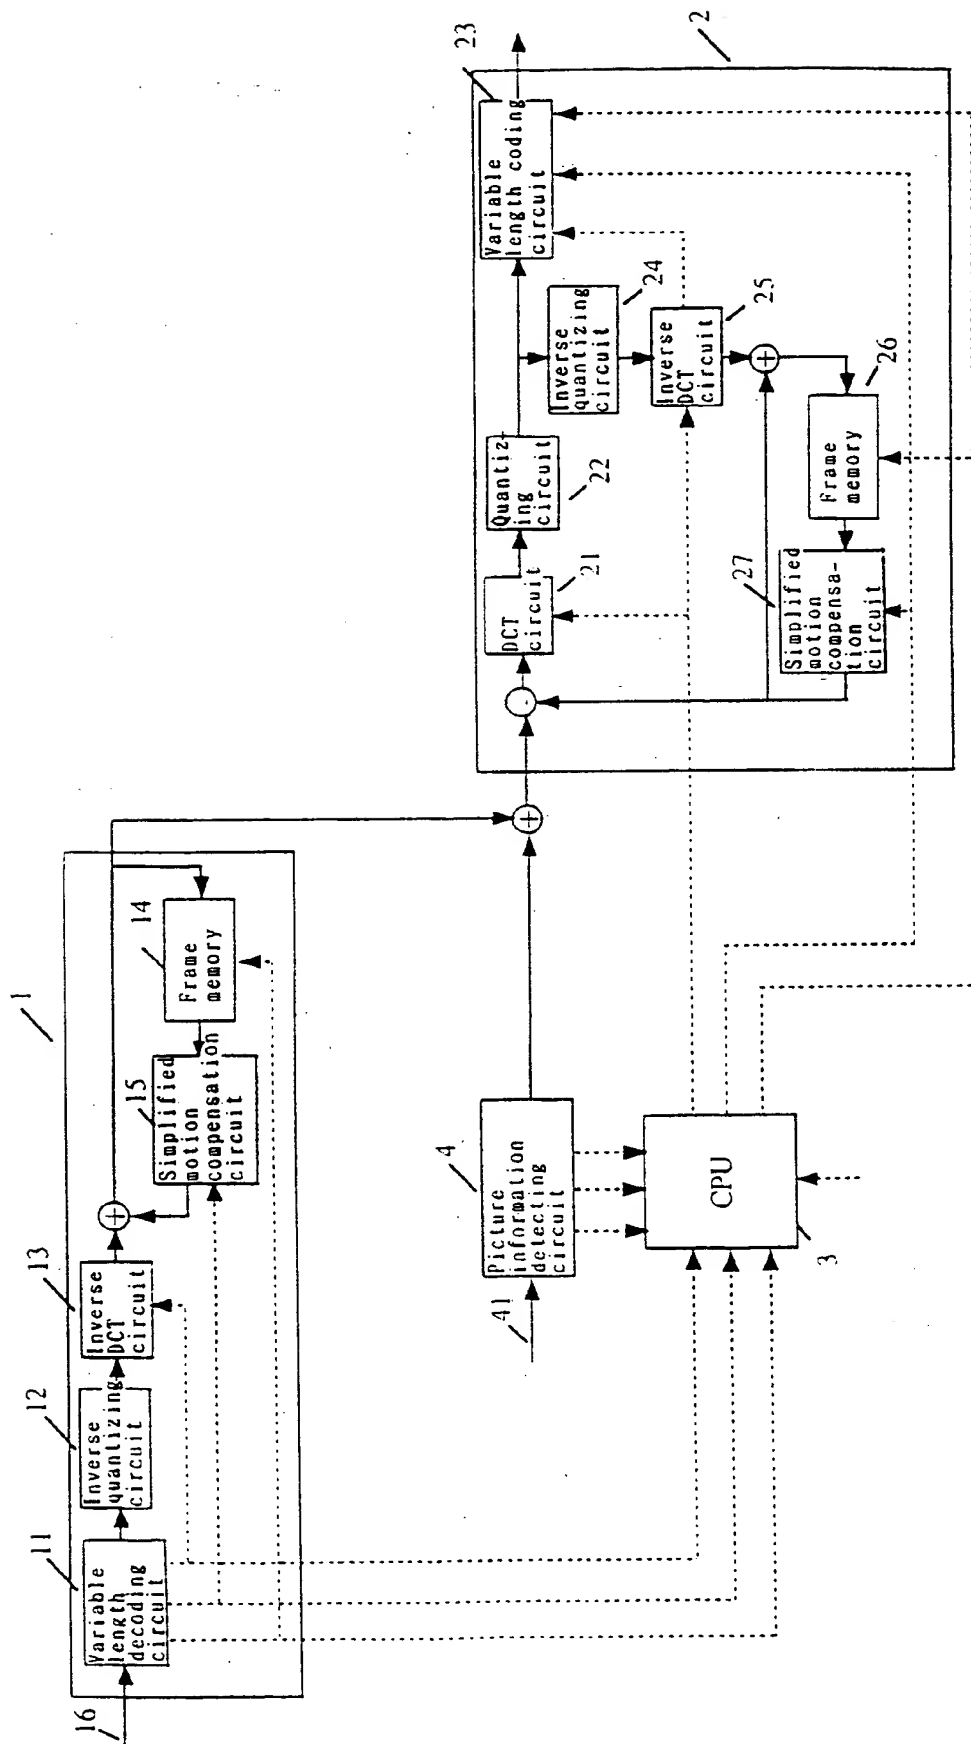 1
16
11
Variable
length
decoding
circuit
12
Inverse
quantizing
circuit
13
Inverse
DCT
circuit
15
Simplified
motion
compensation
circuit
14
Frame
memory
41
4
Picture
information
detecting
circuit
3
CPU
2
21
DCT
circuit
22
Quantiz-
ing
circuit
23
Variable
length coding
circuit
24
Inverse
quantizing
circuit
25
Inverse
DCT
circuit
26
Frame
memory
27
Simplified
motion
compensa-
tion
circuit